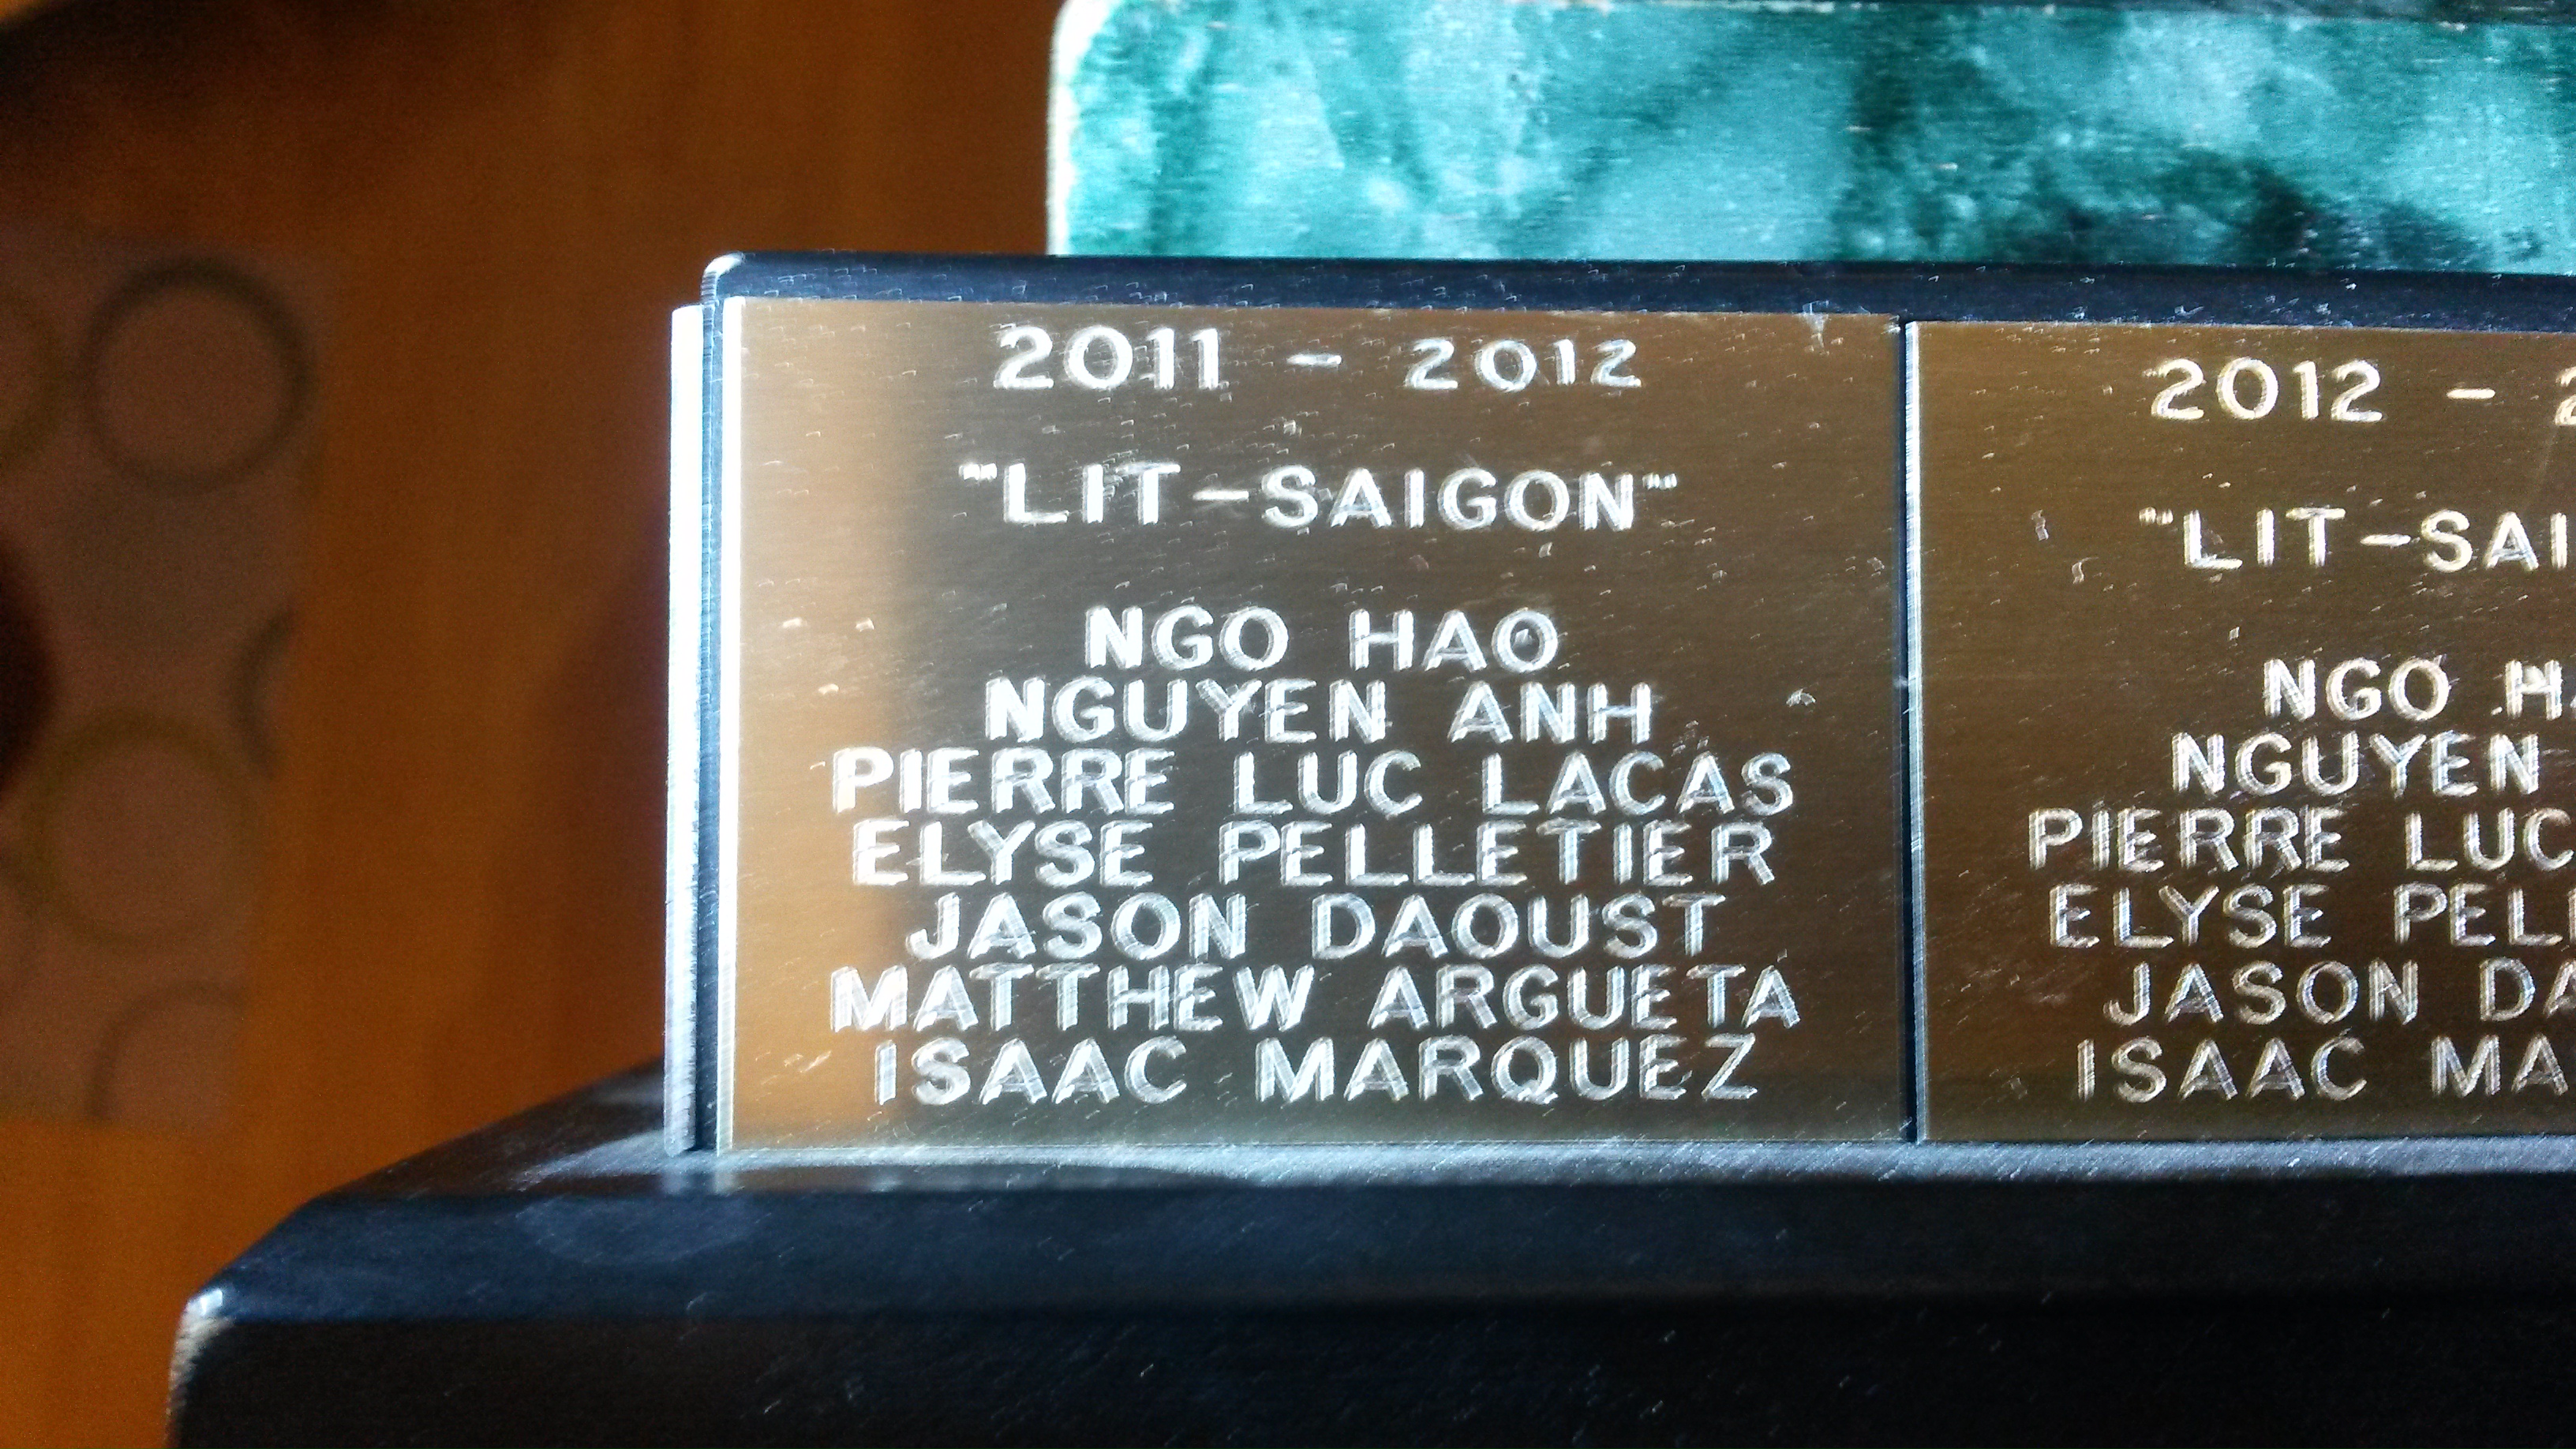 2011 - 2012
"LIT-SAIGON"
NGO HAO
NGUYEN ANH
PIERRE LUC LACAS
ELYSE PELLETIER
JASON DAOUST
MATTHEW ARGUETA
ISAAC MARQUEZ
2012 -
"LIT-SAI
NGO H
NGUYEN
PIERRE LUC
ELYSE PEL
JASON DA
ISAAC MA